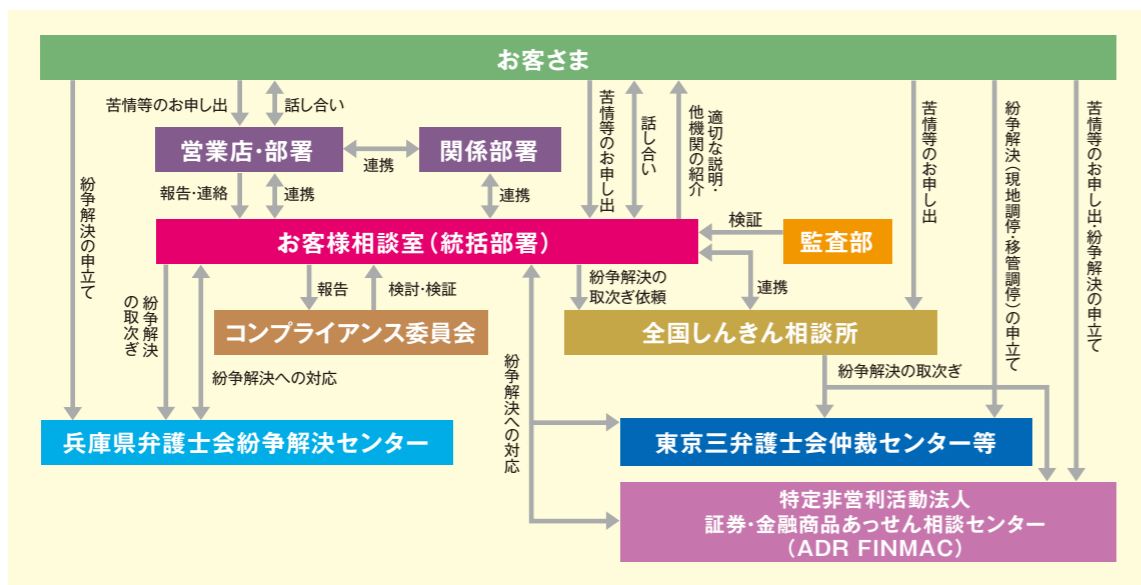 お客さま
苦情等のお申し出
話し合い
営業店・部署
連携
関係部署
報告・連絡
連携
連携
紛争解決の申立て
苦情等のお申し出
話し合い
適切な説明・
他機関の紹介
苦情等のお申し出
紛争解決（現地調停・移管調停）の申立て
苦情等のお申し出・紛争解決の申立て
お客様相談室（統括部署）
検証
監査部
紛争解決
の取次ぎ
報告
検討・検証
紛争解決の
取次ぎ依頼
連携
コンプライアンス委員会
全国しんきん相談所
紛争解決への対応
紛争解決への対応
紛争解決の取次ぎ
兵庫県弁護士会紛争解決センター
東京三弁護士会仲裁センター等
特定非営利活動法人
証券・金融商品あっせん相談センター
（ADR FINMAC）